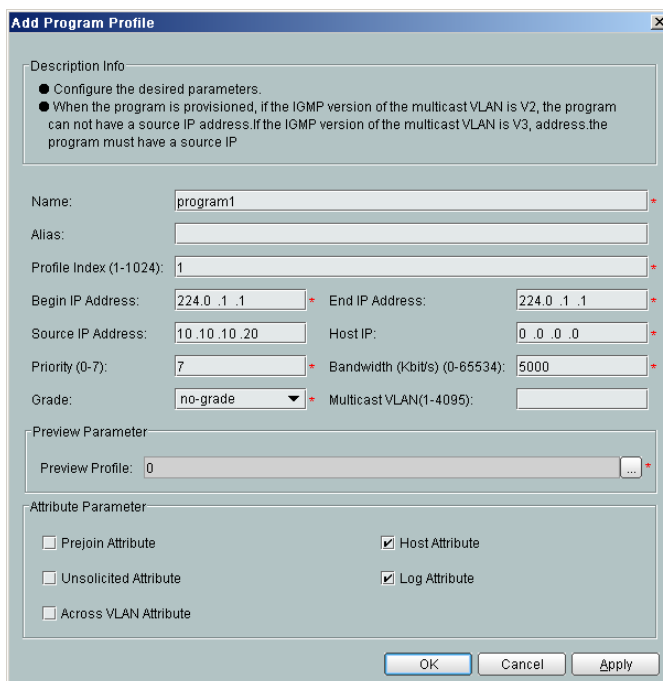 Add Program Profile
Description Info
● Configure the desired parameters.
● When the program is provisioned, if the IGMP version of the multicast VLAN is V2, the program
can not have a source IP address.If the IGMP version of the multicast VLAN is V3, address.the
program must have a source IP
Name: program1 *
Alias:
Profile Index (1-1024): 1 *
Begin IP Address: 224.0 .1 .1 * End IP Address: 224.0 .1 .1 *
Source IP Address: 10 .10 .10 .20 Host IP: 0 .0 .0 .0 *
Priority (0-7): 7 * Bandwidth (Kbit/s) (0-65534): 5000 *
Grade: no-grade * Multicast VLAN(1-4095):
Preview Parameter
Preview Profile: 0 ... *
Attribute Parameter
Prejoin Attribute Host Attribute
Unsolicited Attribute Log Attribute
Across VLAN Attribute
OK Cancel Apply